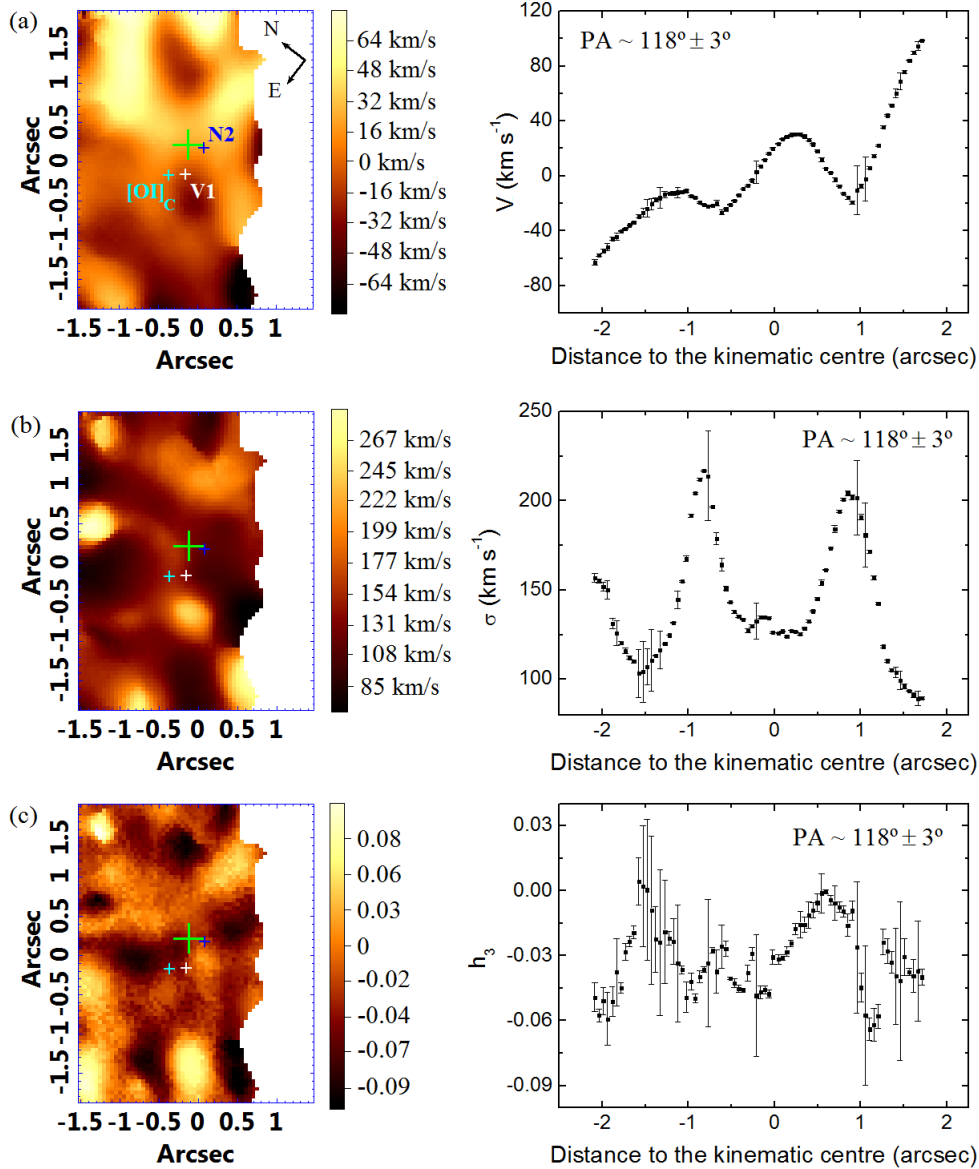 (a)
1.5
1
0.5
0
-0.5
-1
-1.5
Arcsec
-1.5 -1 -0.5 0 0.5 1
Arcsec
N
E
N2
[OI]C
V1
64 km/s
48 km/s
32 km/s
16 km/s
0 km/s
-16 km/s
-32 km/s
-48 km/s
-64 km/s
PA ~ 118º ± 3º
V (km s-1)
120
80
40
0
-40
-80
-2 -1 0 1 2
Distance to the kinematic centre (arcsec)
(b)
1.5
1
0.5
0
-0.5
-1
-1.5
Arcsec
-1.5 -1 -0.5 0 0.5 1
Arcsec
267 km/s
245 km/s
222 km/s
199 km/s
177 km/s
154 km/s
131 km/s
108 km/s
85 km/s
PA ~ 118º ± 3º
σ (km s-1)
250
200
150
100
-2 -1 0 1 2
Distance to the kinematic centre (arcsec)
(c)
1.5
1
0.5
0
-0.5
-1
-1.5
Arcsec
-1.5 -1 -0.5 0 0.5 1
Arcsec
0.08
0.06
0.04
0.02
0
-0.02
-0.04
-0.07
-0.09
PA ~ 118º ± 3º
h3
0.03
0.00
-0.03
-0.06
-0.09
-2 -1 0 1 2
Distance to the kinematic centre (arcsec)